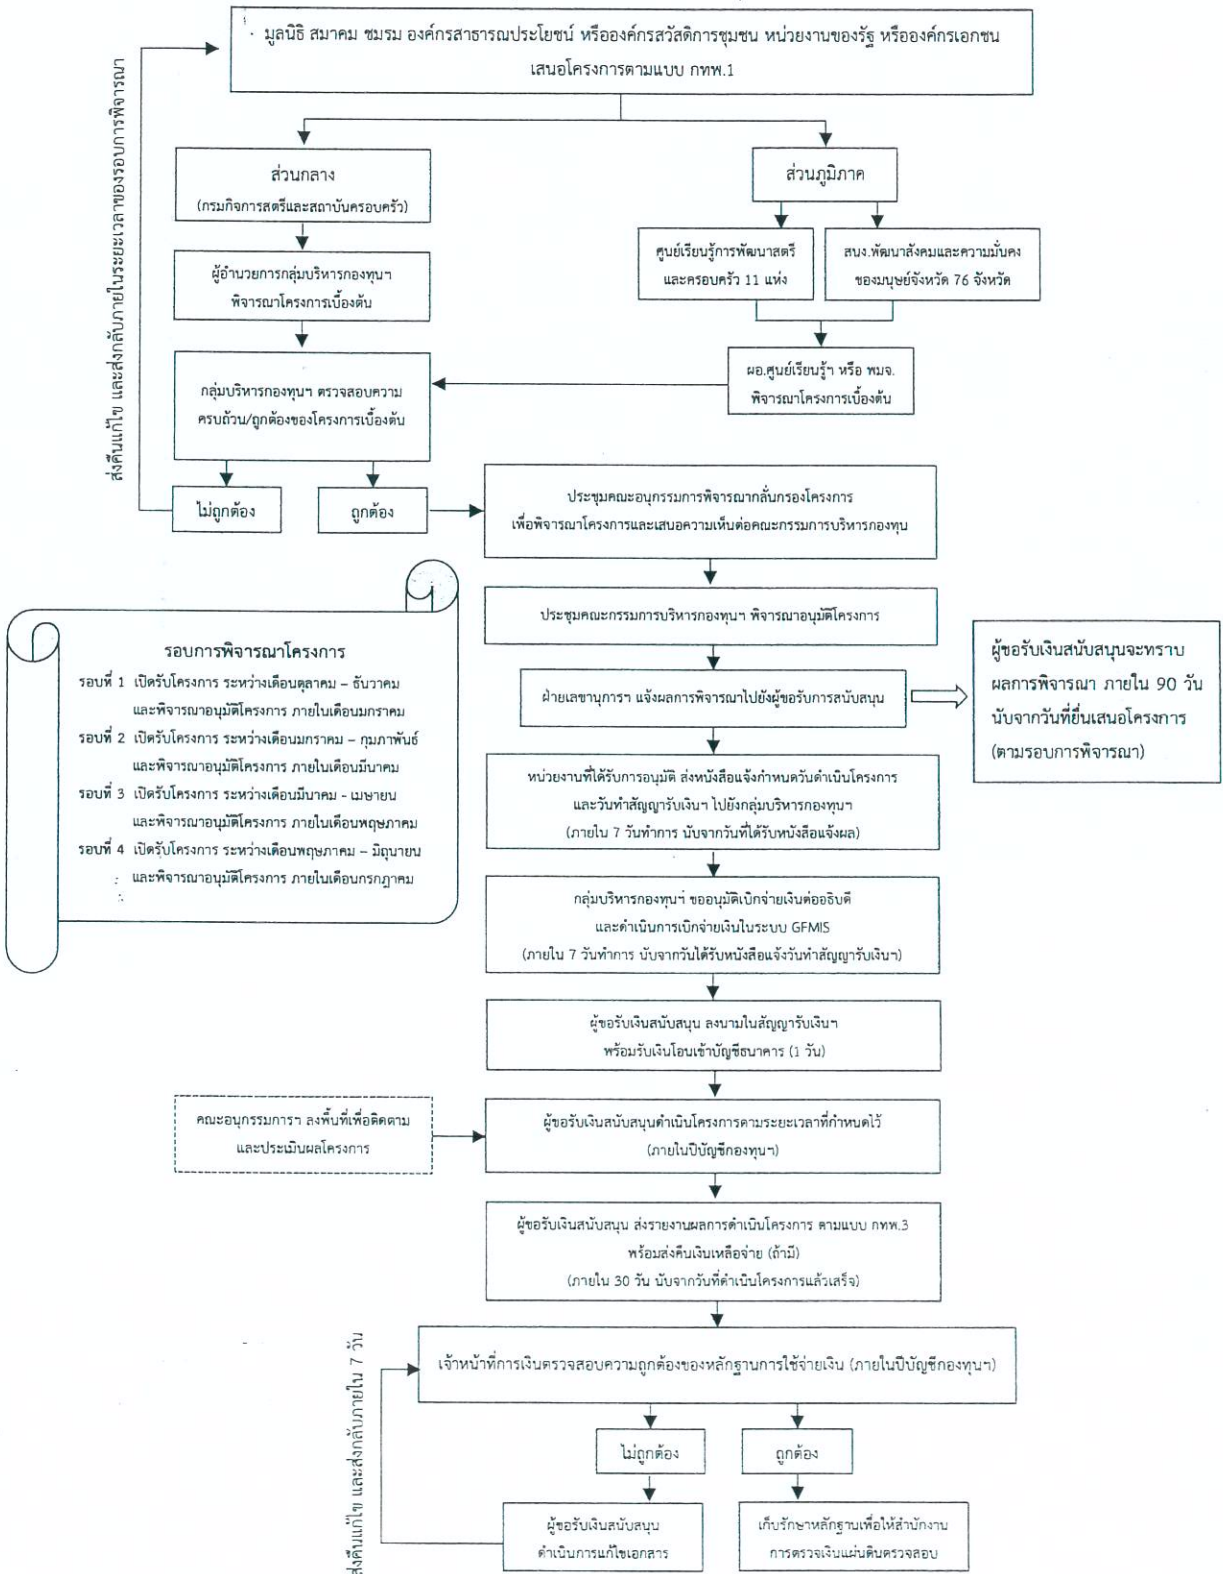 มูลนิธิ สมาคม ชมรม องค์กรสาธารณประโยชน์ หรือองค์กรสวัสดิการชุมชน หน่วยงานของรัฐ หรือองค์กรเอกชน
เสนอโครงการตามแบบ กทพ.1
ส่งคืนแก้ไข และส่งกลับภายในระยะเวลาของรอบการพิจารณา
ส่วนกลาง
(กรมกิจการสตรีและสถาบันครอบครัว)
ส่วนภูมิภาค
ผู้อำนวยการกลุ่มบริหารกองทุนฯ
พิจารณาโครงการเบื้องต้น
ศูนย์เรียนรู้การพัฒนาสตรี
และครอบครัว 11 แห่ง
สนง.พัฒนาสังคมและความมั่นคง
ของมนุษย์จังหวัด 76 จังหวัด
ผอ.ศูนย์เรียนรู้ฯ หรือ พมจ.
พิจารณาโครงการเบื้องต้น
กลุ่มบริหารกองทุนฯ ตรวจสอบความ
ครบถ้วน/ถูกต้องของโครงการเบื้องต้น
ไม่ถูกต้อง
ถูกต้อง
ประชุมคณะอนุกรรมการพิจารณากลั่นกรองโครงการ
เพื่อพิจารณาโครงการและเสนอความเห็นต่อคณะกรรมการบริหารกองทุน
ประชุมคณะกรรมการบริหารกองทุนฯ พิจารณาอนุมัติโครงการ
ฝ่ายเลขานุการฯ แจ้งผลการพิจารณาไปยังผู้ขอรับการสนับสนุน
ผู้ขอรับเงินสนับสนุนจะทราบ
ผลการพิจารณา ภายใน 90 วัน
นับจากวันที่ยื่นเสนอโครงการ
(ตามรอบการพิจารณา)
รอบการพิจารณาโครงการ
รอบที่ 1 เปิดรับโครงการ ระหว่างเดือนตุลาคม – ธันวาคม
และพิจารณาอนุมัติโครงการ ภายในเดือนมกราคม
รอบที่ 2 เปิดรับโครงการ ระหว่างเดือนมกราคม – กุมภาพันธ์
และพิจารณาอนุมัติโครงการ ภายในเดือนมีนาคม
รอบที่ 3 เปิดรับโครงการ ระหว่างเดือนมีนาคม - เมษายน
และพิจารณาอนุมัติโครงการ ภายในเดือนพฤษภาคม
รอบที่ 4 เปิดรับโครงการ ระหว่างเดือนพฤษภาคม – มิถุนายน
และพิจารณาอนุมัติโครงการ ภายในเดือนกรกฎาคม
หน่วยงานที่ได้รับการอนุมัติ ส่งหนังสือแจ้งกำหนดวันดำเนินโครงการ
และวันทำสัญญารับเงินฯ ไปยังกลุ่มบริหารกองทุนฯ
(ภายใน 7 วันทำการ นับจากวันที่ได้รับหนังสือแจ้งผล)
กลุ่มบริหารกองทุนฯ ขออนุมัติเบิกจ่ายเงินต่ออธิบดี
และดำเนินการเบิกจ่ายเงินในระบบ GFMIS
(ภายใน 7 วันทำการ นับจากวันได้รับหนังสือแจ้งวันทำสัญญารับเงินฯ)
ผู้ขอรับเงินสนับสนุน ลงนามในสัญญารับเงินฯ
พร้อมรับเงินโอนเข้าบัญชีธนาคาร (1 วัน)
คณะอนุกรรมการฯ ลงพื้นที่เพื่อติดตาม
และประเมินผลโครงการ
ผู้ขอรับเงินสนับสนุนดำเนินโครงการตามระยะเวลาที่กำหนดไว้
(ภายในปีบัญชีกองทุนฯ)
ผู้ขอรับเงินสนับสนุน ส่งรายงานผลการดำเนินโครงการ ตามแบบ กทพ.3
พร้อมส่งคืนเงินเหลือจ่าย (ถ้ามี)
(ภายใน 30 วัน นับจากวันที่ดำเนินโครงการแล้วเสร็จ)
ส่งคืนแก้ไข และส่งกลับภายใน 7 วัน
เจ้าหน้าที่การเงินตรวจสอบความถูกต้องของหลักฐานการใช้จ่ายเงิน (ภายในปีบัญชีกองทุนฯ)
ไม่ถูกต้อง
ถูกต้อง
ผู้ขอรับเงินสนับสนุน
ดำเนินการแก้ไขเอกสาร
เก็บรักษาหลักฐานเพื่อให้สำนักงาน
การตรวจเงินแผ่นดินตรวจสอบ